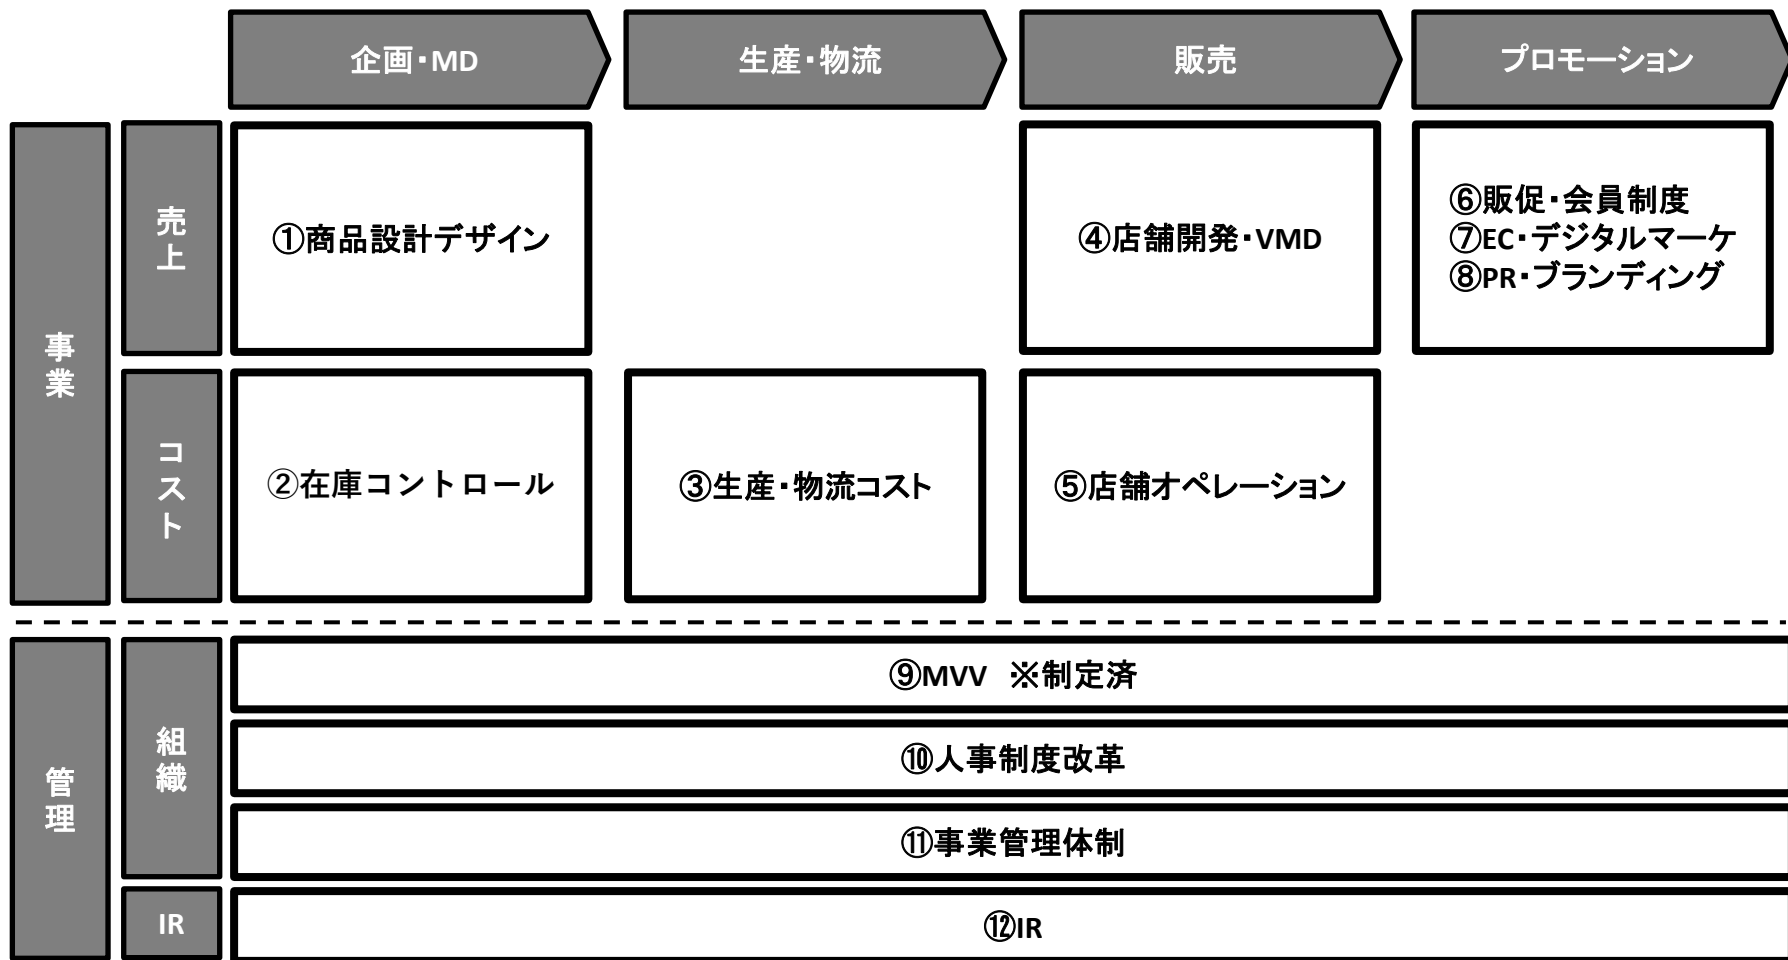 企画・MD
生産・物流
販売
プロモーション
事業
売上
①商品設計デザイン
④店舗開発・VMD
⑥販促・会員制度
⑦EC・デジタルマーケ
⑧PR・ブランディング
コスト
②在庫コントロール
③生産・物流コスト
⑤店舗オペレーション
管理
組織
⑨MVV ※制定済
⑩人事制度改革
⑪事業管理体制
IR
⑫IR